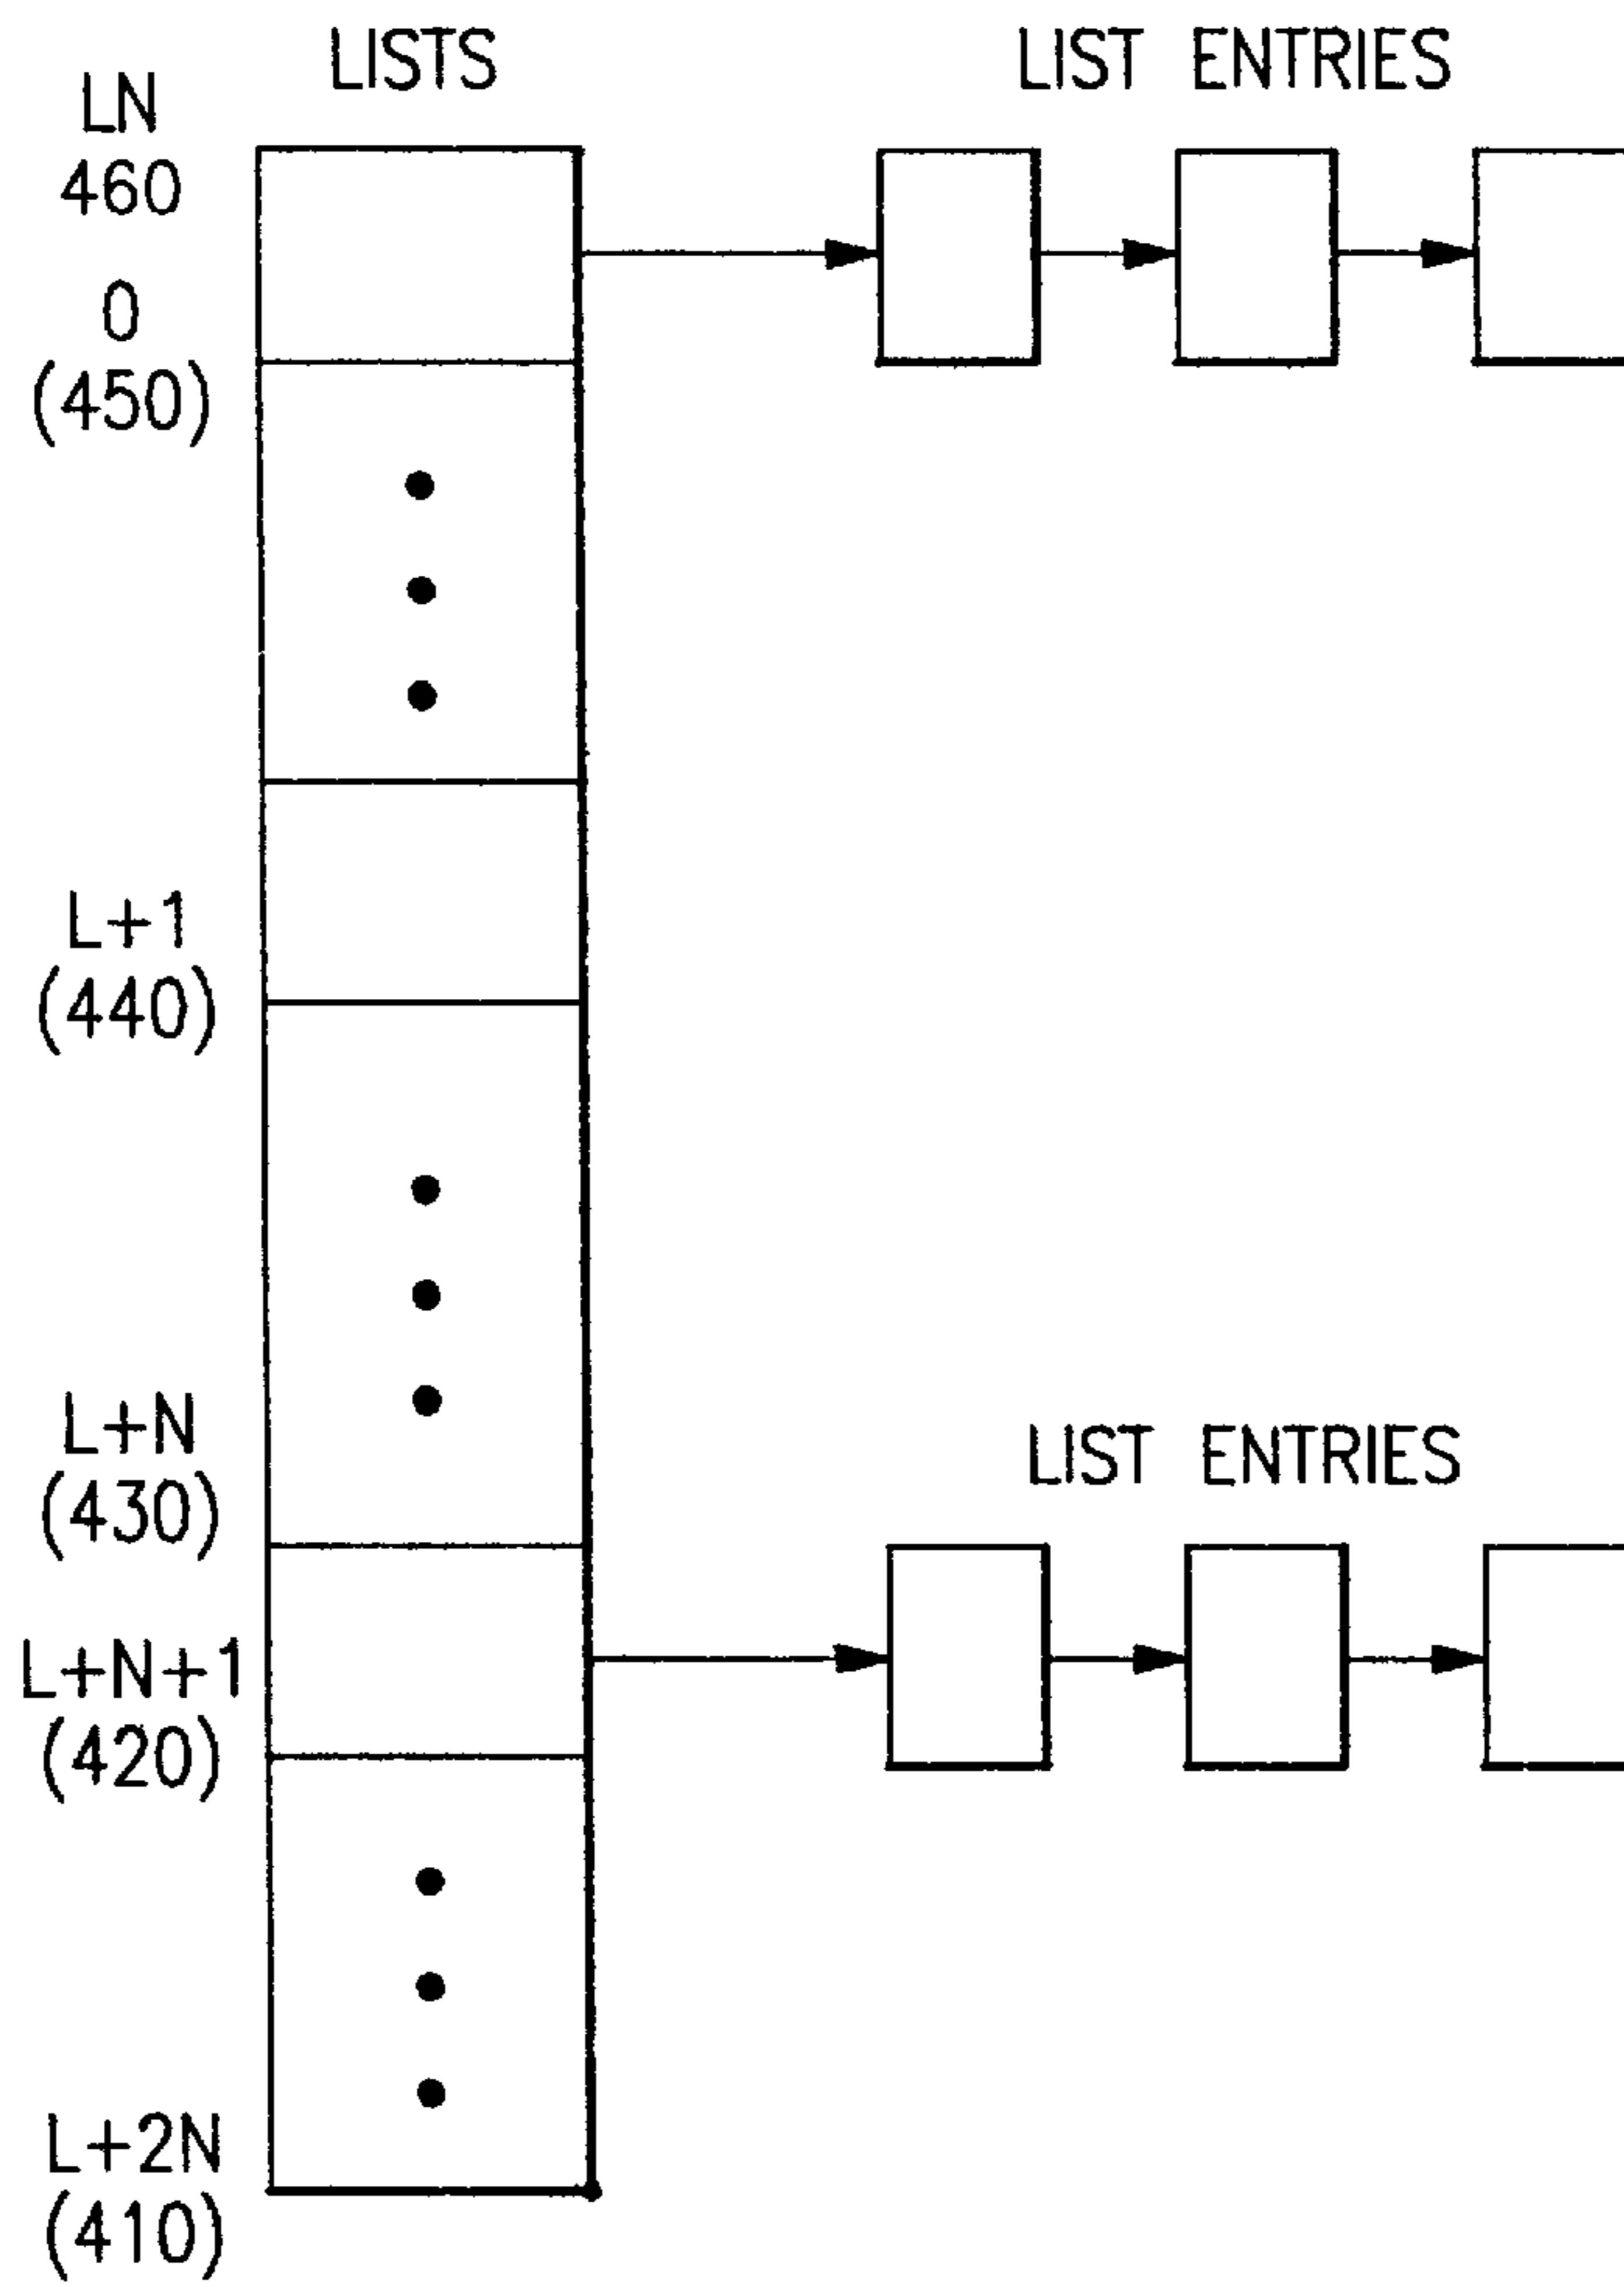 LISTS
LIST ENTRIES
LN
460
0
(450)
L+1
(440)
L+N
(430)
LIST ENTRIES
L+N+1
(420)
L+2N
(410)